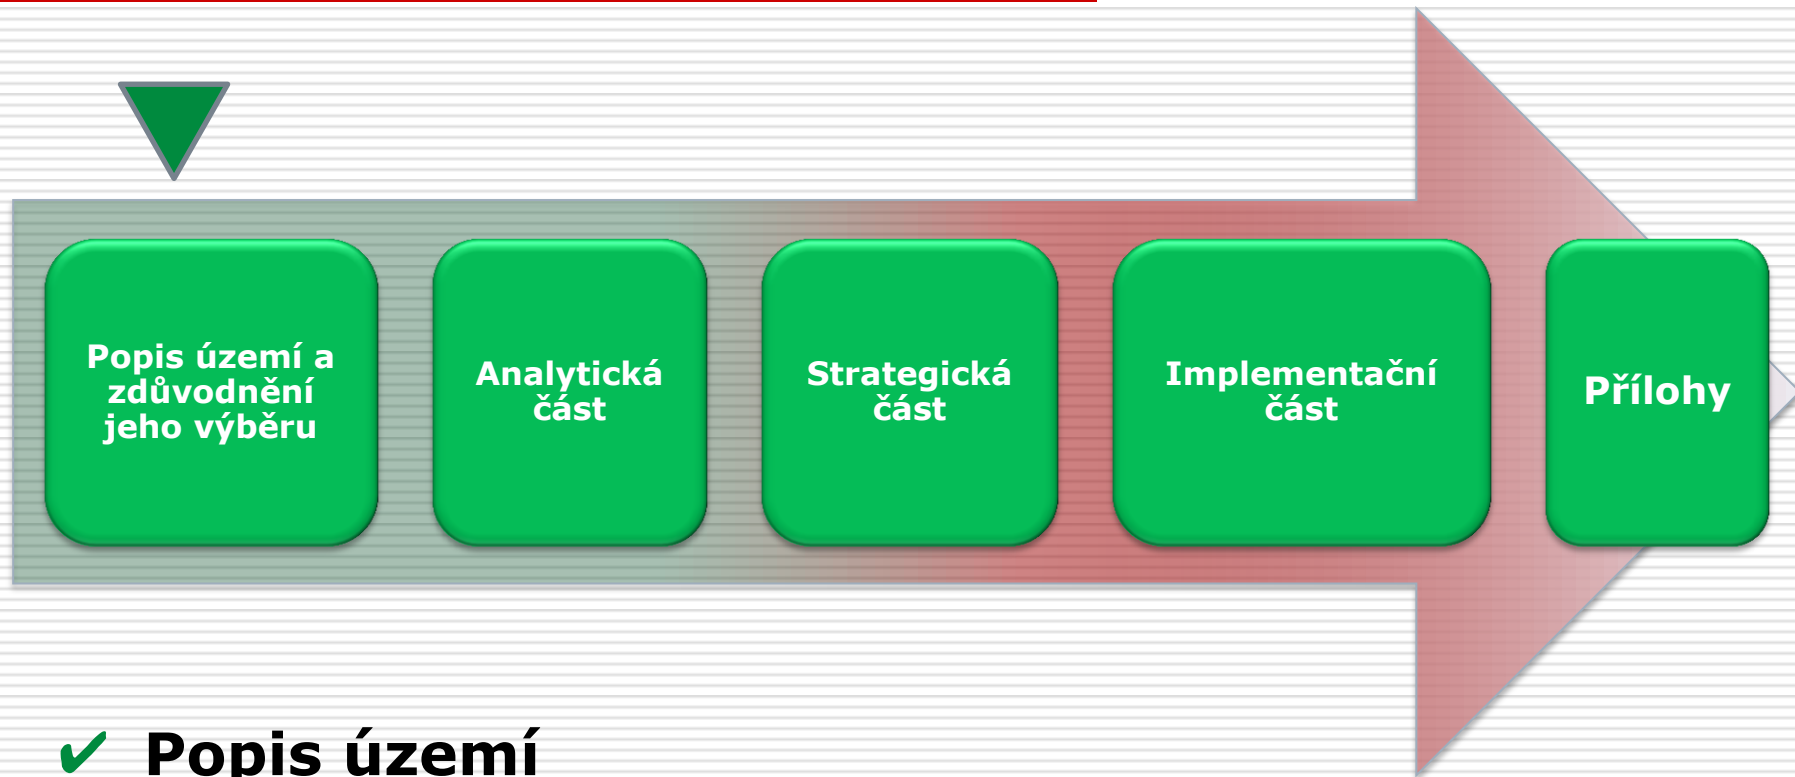 Popis území a
zdůvodnění
jeho výběru
Analytická
část
Strategická
část
Implementační
část
Přílohy
✔ Popis území